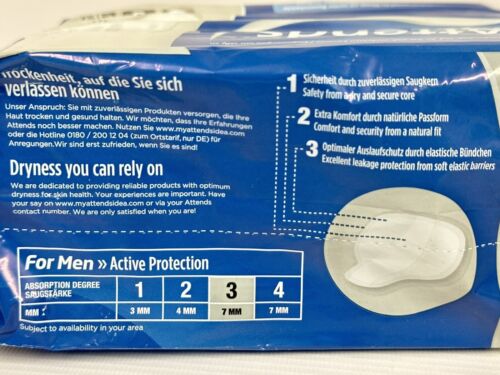 Attends
Trockenheit, auf die Sie sich
verlassen können
Unser Anspruch: Sie mit zuverlässigen Produkten versorgen, die Ihre
Haut trocken und gesund halten. Wir möchten, dass Ihre Erfahrungen
Attends noch besser machen. Nutzen Sie www.myattendsidea.com
oder die Hotline 0180 / 200 12 04 (zum Ortstarif, nur DE) für
Anregungen.Wir sind erst zufrieden, wenn Sie es sind!
Dryness you can rely on
We are dedicated to providing reliable products with optimum
dryness for skin health. Your experiences are important. Have
your say on www.myattendsidea.com or via your Attends
contact number. We are only satisfied when you are!
1 Sicherheit durch zuverlässigen Saugkern
Safety from a dry and secure core
2 Extra Komfort durch natürliche Passform
Comfort and security from a natural fit
3 Optimaler Auslaufschutz durch elastische Bündchen
Excellent leakage protection from soft elastic barriers
For Men » Active Protection
ABSORPTION DEGREE
SAUGSTÄRKE
1 2 3 4
MM : 3 MM 4 MM 7 MM 7 MM
Subject to availability in your area